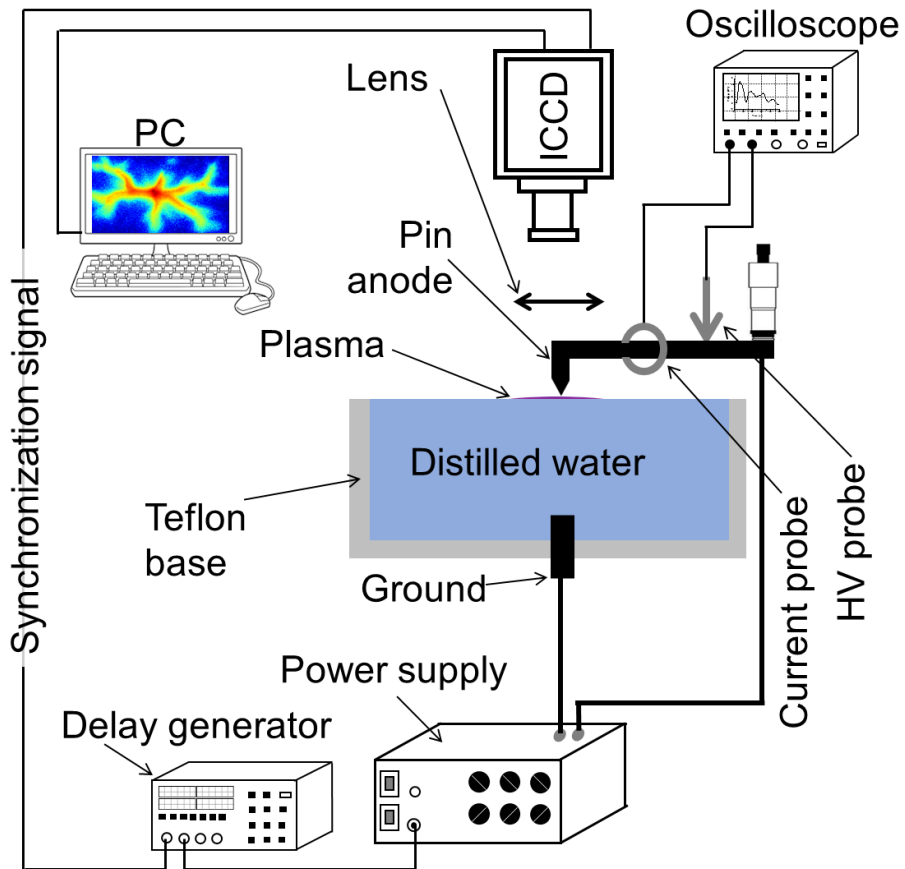 Oscilloscope
Lens
ICCD
PC
Pin
anode
Plasma
Distilled water
Teflon
base
Ground
Current probe
HV probe
Synchronization signal
Power supply
Delay generator